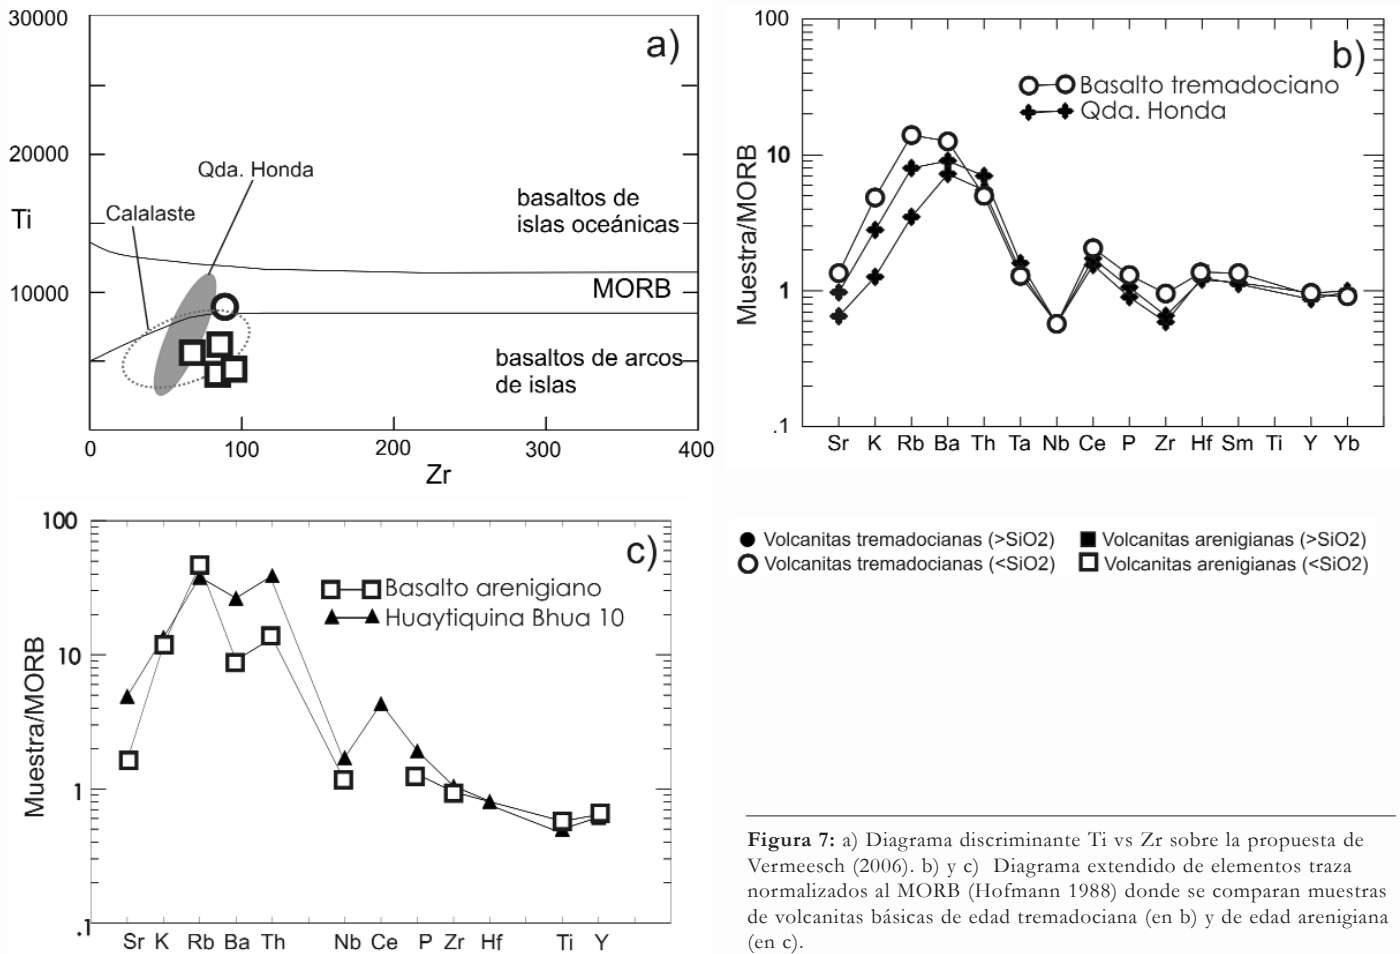 a)
30000
20000
Ti
10000
Qda. Honda
Calalaste
basaltos de
islas oceánicas
MORB
basaltos de arcos
de islas
0 100 200 300 400
Zr
b)
100
10
1
.1
Muestra/MORB
Basalto tremadociano
Qda. Honda
Sr K Rb Ba Th Ta Nb Ce P Zr Hf Sm Ti Y Yb
c)
100
10
1
.1
Muestra/MORB
Basalto arenigiano
Huaytiquina Bhua 10
Sr K Rb Ba Th Nb Ce P Zr Hf Ti Y
Volcanitas tremadocianas (>SiO2)
Volcanitas tremadocianas (<SiO2)
Volcanitas arenigianas (>SiO2)
Volcanitas arenigianas (<SiO2)
Figura 7: a) Diagrama discriminante Ti vs Zr sobre la propuesta de
Vermeesch (2006). b) y c) Diagrama extendido de elementos traza
normalizados al MORB (Hofmann 1988) donde se comparan muestras
de volcanitas básicas de edad tremadociana (en b) y de edad arenigiana
(en c).